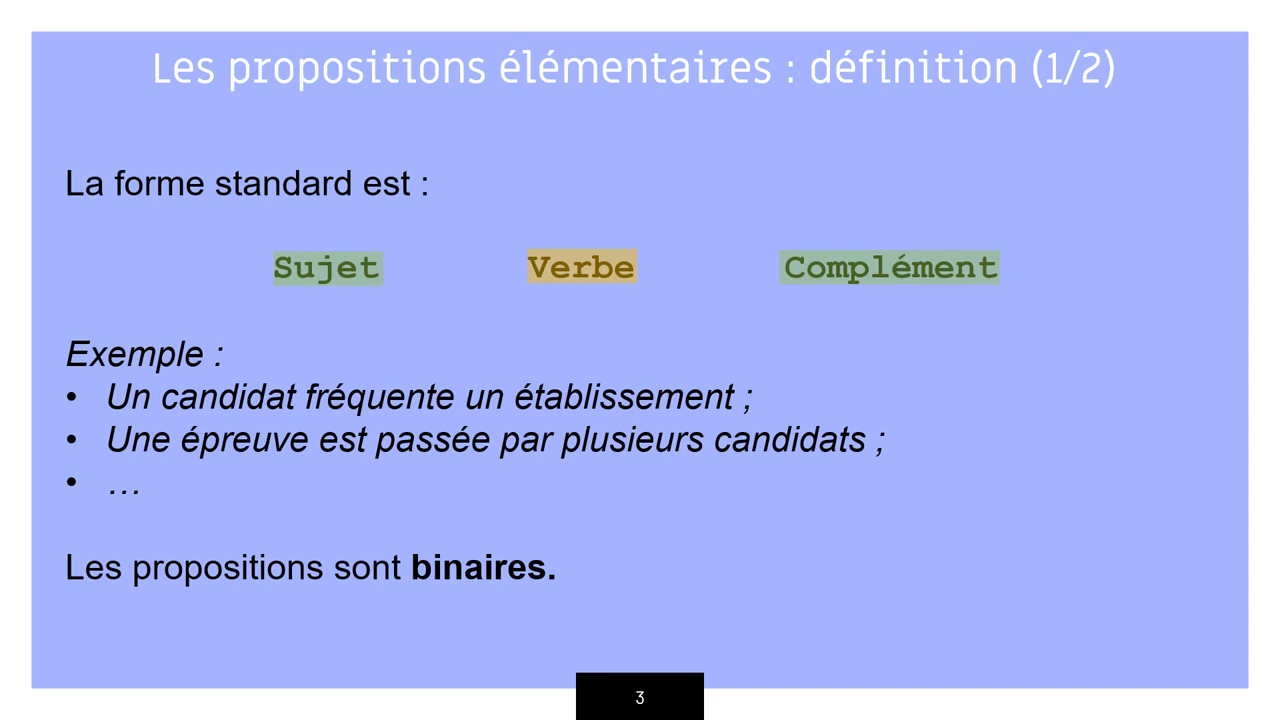 Les propositions élémentaires : définition (1/2)
La forme standard est :
Sujet Verbe Complément
Exemple :
• Un candidat fréquente un établissement ;
• Une épreuve est passée par plusieurs candidats ;
• …
Les propositions sont binaires.
3